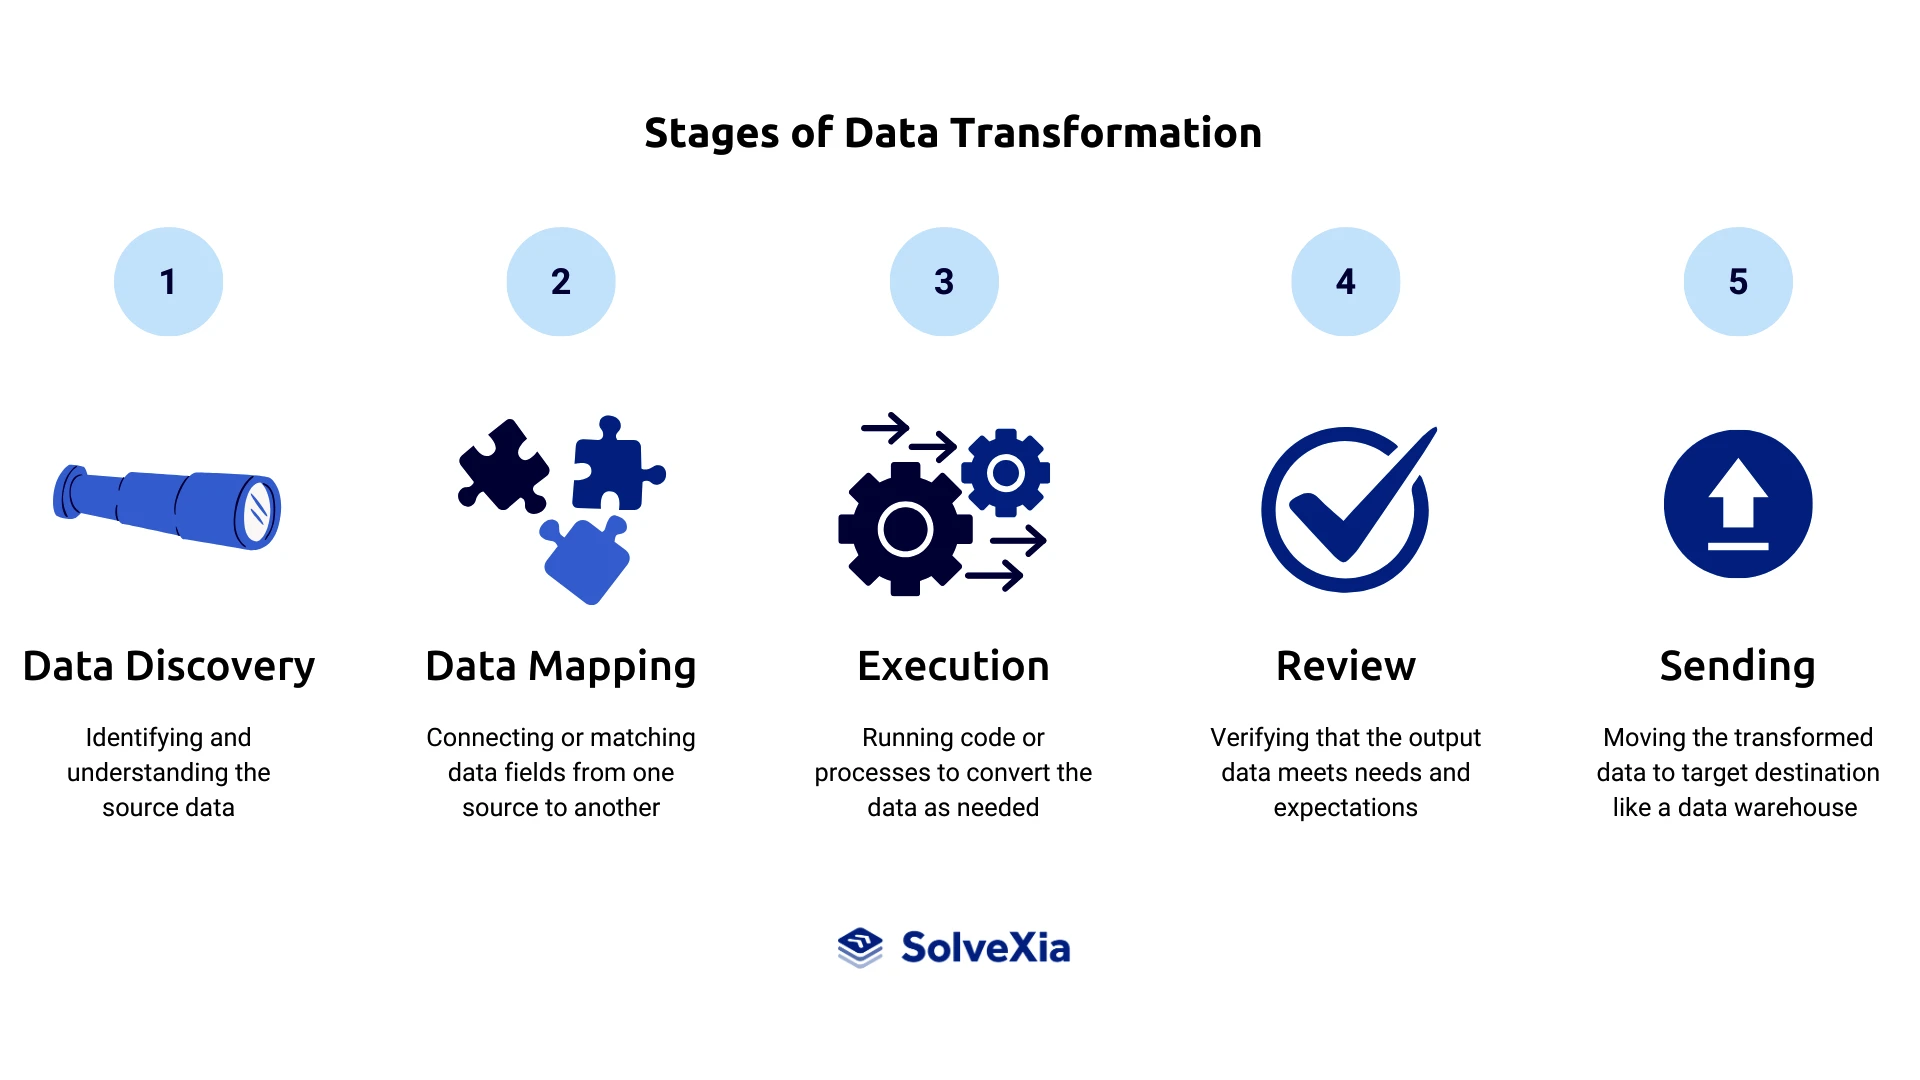 Stages of Data Transformation
1
2
3
4
5
Data Discovery
Identifying and
understanding the
source data
Data Mapping
Connecting or matching
data fields from one
source to another
Execution
Running code or
processes to convert the
data as needed
Review
Verifying that the output
data meets needs and
expectations
Sending
Moving the transformed
data to target destination
like a data warehouse
SolveXia